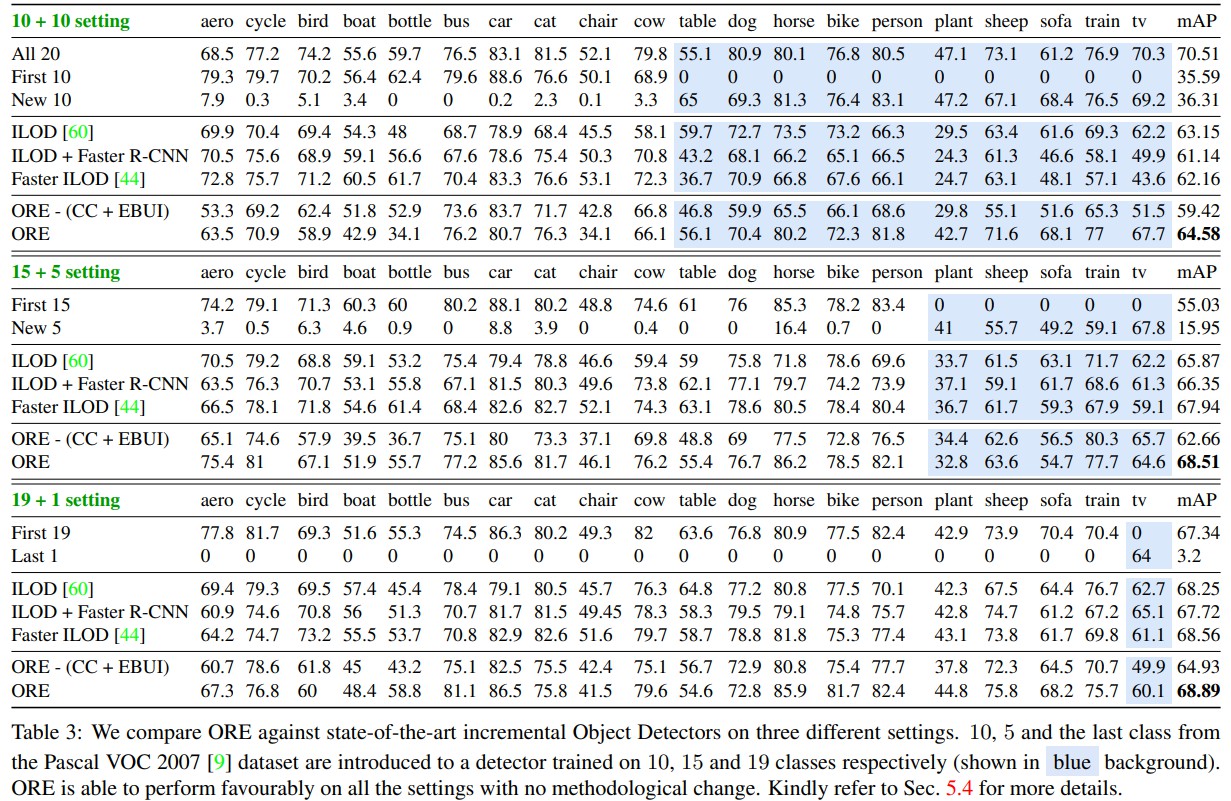 10 + 10 setting aero cycle bird boat bottle bus car cat chair cow table dog horse bike person plant sheep sofa train tv mAP
All 20 68.5 77.2 74.2 55.6 59.7 76.5 83.1 81.5 52.1 79.8 55.1 80.9 80.1 76.8 80.5 47.1 73.1 61.2 76.9 70.3 70.51
First 10 79.3 79.7 70.2 56.4 62.4 79.6 88.6 76.6 50.1 68.9 0 0 0 0 0 0 0 0 0 0 35.59
New 10 7.9 0.3 5.1 3.4 0 0 0.2 2.3 0.1 3.3 65 69.3 81.3 76.4 83.1 47.2 67.1 68.4 76.5 69.2 36.31
ILOD [60] 69.9 70.4 69.4 54.3 48 68.7 78.9 68.4 45.5 58.1 59.7 72.7 73.5 73.2 66.3 29.5 63.4 61.6 69.3 62.2 63.15
ILOD + Faster R-CNN 70.5 75.6 68.9 59.1 56.6 67.6 78.6 75.4 50.3 70.8 43.2 68.1 66.2 65.1 66.5 24.3 61.3 46.6 58.1 49.9 61.14
Faster ILOD [44] 72.8 75.7 71.2 60.5 61.7 70.4 83.3 76.6 53.1 72.3 36.7 70.9 66.8 67.6 66.1 24.7 63.1 48.1 57.1 43.6 62.16
ORE - (CC + EBUI) 53.3 69.2 62.4 51.8 52.9 73.6 83.7 71.7 42.8 66.8 46.8 59.9 65.5 66.1 68.6 29.8 55.1 51.6 65.3 51.5 59.42
ORE 63.5 70.9 58.9 42.9 34.1 76.2 80.7 76.3 34.1 66.1 56.1 70.4 80.2 72.3 81.8 42.7 71.6 68.1 77 67.7 64.58
15 + 5 setting aero cycle bird boat bottle bus car cat chair cow table dog horse bike person plant sheep sofa train tv mAP
First 15 74.2 79.1 71.3 60.3 60 80.2 88.1 80.2 48.8 74.6 61 76 85.3 78.2 83.4 0 0 0 0 0 55.03
New 5 3.7 0.5 6.3 4.6 0.9 0 8.8 3.9 0 0.4 0 0 16.4 0.7 0 41 55.7 49.2 59.1 67.8 15.95
ILOD [60] 70.5 79.2 68.8 59.1 53.2 75.4 79.4 78.8 46.6 59.4 59 75.8 71.8 78.6 69.6 33.7 61.5 63.1 71.7 62.2 65.87
ILOD + Faster R-CNN 63.5 76.3 70.7 53.1 55.8 67.1 81.5 80.3 49.6 73.8 62.1 77.1 79.7 74.2 73.9 37.1 59.1 61.7 68.6 61.3 66.35
Faster ILOD [44] 66.5 78.1 71.8 54.6 61.4 68.4 82.6 82.7 52.1 74.3 63.1 78.6 80.5 78.4 80.4 36.7 61.7 59.3 67.9 59.1 67.94
ORE - (CC + EBUI) 65.1 74.6 57.9 39.5 36.7 75.1 80 73.3 37.1 69.8 48.8 69 77.5 72.8 76.5 34.4 62.6 56.5 80.3 65.7 62.66
ORE 75.4 81 67.1 51.9 55.7 77.2 85.6 81.7 46.1 76.2 55.4 76.7 86.2 78.5 82.1 32.8 63.6 54.7 77.7 64.6 68.51
19 + 1 setting aero cycle bird boat bottle bus car cat chair cow table dog horse bike person plant sheep sofa train tv mAP
First 19 77.8 81.7 69.3 51.6 55.3 74.5 86.3 80.2 49.3 82 63.6 76.8 80.9 77.5 82.4 42.9 73.9 70.4 70.4 0 67.34
Last 1 0 0 0 0 0 0 0 0 0 0 0 0 0 0 0 0 0 0 0 64 3.2
ILOD [60] 69.4 79.3 69.5 57.4 45.4 78.4 79.1 80.5 45.7 76.3 64.8 77.2 80.8 77.5 70.1 42.3 67.5 64.4 76.7 62.7 68.25
ILOD + Faster R-CNN 60.9 74.6 70.8 56 51.3 70.7 81.7 81.5 49.45 78.3 58.3 79.5 79.1 74.8 75.7 42.8 74.7 61.2 67.2 65.1 67.72
Faster ILOD [44] 64.2 74.7 73.2 55.5 53.7 70.8 82.9 82.6 51.6 79.7 58.7 78.8 81.8 75.3 77.4 43.1 73.8 61.7 69.8 61.1 68.56
ORE - (CC + EBUI) 60.7 78.6 61.8 45 43.2 75.1 82.5 75.5 42.4 75.1 56.7 72.9 80.8 75.4 77.7 37.8 72.3 64.5 70.7 49.9 64.93
ORE 67.3 76.8 60 48.4 58.8 81.1 86.5 75.8 41.5 79.6 54.6 72.8 85.9 81.7 82.4 44.8 75.8 68.2 75.7 60.1 68.89
Table 3: We compare ORE against state-of-the-art incremental Object Detectors on three different settings. 10, 5 and the last class from
the Pascal VOC 2007 [9] dataset are introduced to a detector trained on 10, 15 and 19 classes respectively (shown in blue background).
ORE is able to perform favourably on all the settings with no methodological change. Kindly refer to Sec. 5.4 for more details.